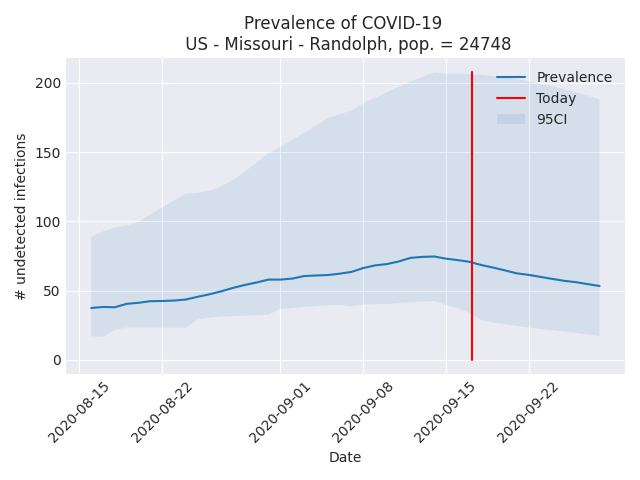 Prevalence of COVID-19
US - Missouri - Randolph, pop. = 24748
Prevalence
Today
95CI
# undetected infections
200
150
100
50
0
2020-08-15
2020-08-22
2020-09-01
2020-09-08
2020-09-15
2020-09-22
Date